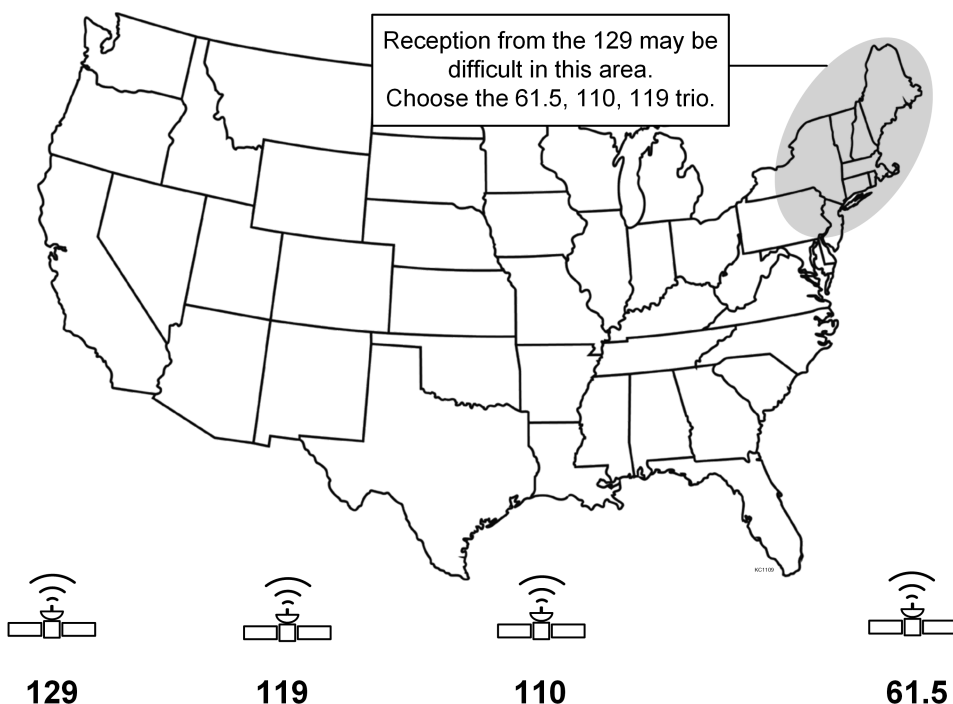 Reception from the 129 may be
difficult in this area.
Choose the 61.5, 110, 119 trio.
KC1109
129
119
110
61.5